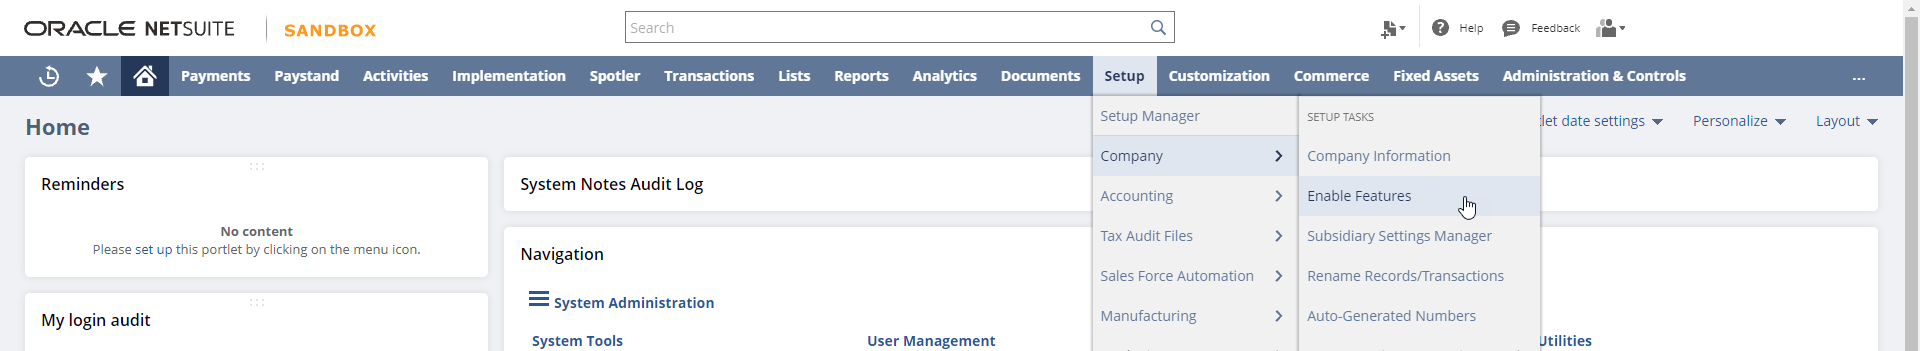 ORACLE NETSUITE SANDBOX Search Help Feedback
Payments Paystand Activities Implementation Spotler Transactions Lists Reports Analytics Documents Setup Customization Commerce Fixed Assets Administration & Controls ...
Home
let date settings Personalize Layout
Reminders
No content
Please set up this portlet by clicking on the menu icon.
My login audit
System Notes Audit Log
Navigation
System Administration
System Tools
User Management
Utilities
Setup Manager
Company
Accounting
Tax Audit Files
Sales Force Automation
Manufacturing
SETUP TASKS
Company Information
Enable Features
Subsidiary Settings Manager
Rename Records/Transactions
Auto-Generated Numbers